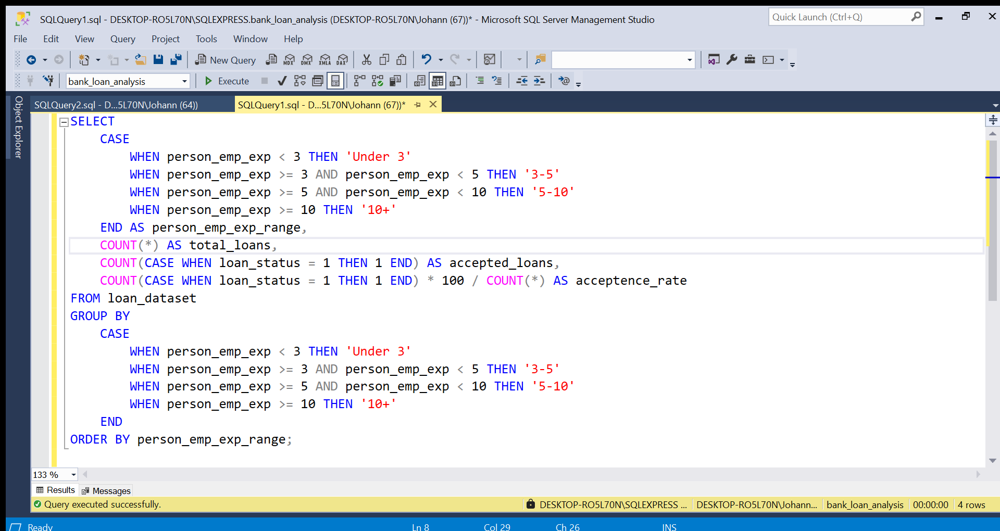 SQLQuery1.sql - DESKTOP-RO5L70N\SQLEXPRESS.bank_loan_analysis (DESKTOP-RO5L70N\Johann (67))* - Microsoft SQL Server Management Studio
Quick Launch (Ctrl+Q)
File Edit View Query Project Tools Window Help
New Query MDX DMX XMLA DAX
bank_loan_analysis Execute
Object Explorer
SQLQuery2.sql - D...5L70N\Johann (64)) SQLQuery1.sql - D...5L70N\Johann (67))*
SELECT
    CASE
        WHEN person_emp_exp < 3 THEN 'Under 3'
        WHEN person_emp_exp >= 3 AND person_emp_exp < 5 THEN '3-5'
        WHEN person_emp_exp >= 5 AND person_emp_exp < 10 THEN '5-10'
        WHEN person_emp_exp >= 10 THEN '10+'
    END AS person_emp_exp_range,
    COUNT(*) AS total_loans,
    COUNT(CASE WHEN loan_status = 1 THEN 1 END) AS accepted_loans,
    COUNT(CASE WHEN loan_status = 1 THEN 1 END) * 100 / COUNT(*) AS acceptence_rate
FROM loan_dataset
GROUP BY
    CASE
        WHEN person_emp_exp < 3 THEN 'Under 3'
        WHEN person_emp_exp >= 3 AND person_emp_exp < 5 THEN '3-5'
        WHEN person_emp_exp >= 5 AND person_emp_exp < 10 THEN '5-10'
        WHEN person_emp_exp >= 10 THEN '10+'
    END
ORDER BY person_emp_exp_range;
133 %
Results Messages
Query executed successfully. DESKTOP-RO5L70N\SQLEXPRESS ... DESKTOP-RO5L70N\Johann... bank_loan_analysis 00:00:00 4 rows
Ready Ln 8 Col 29 Ch 26 INS